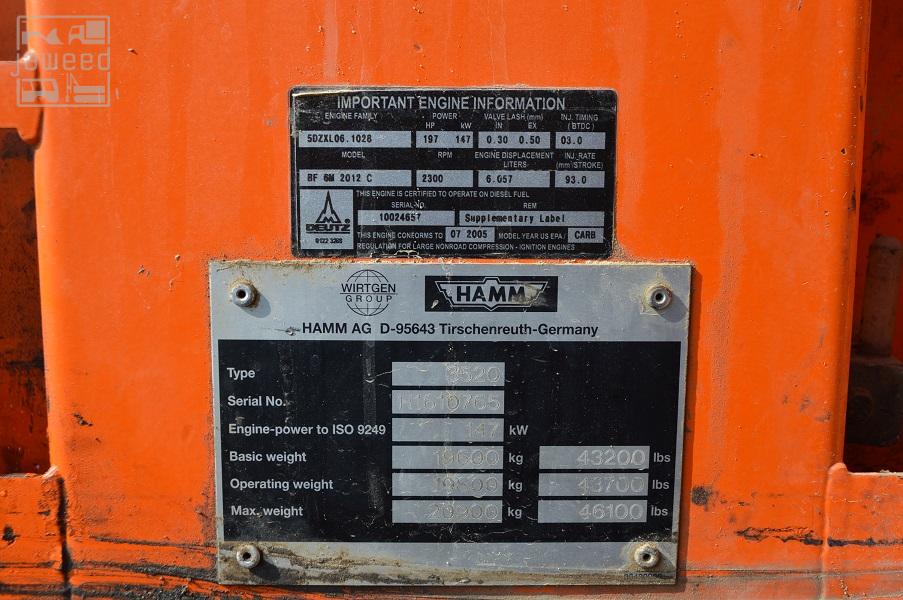 joweed
IMPORTANT ENGINE INFORMATION
ENGINE FAMILY POWER VALVE LASH (mm) INJ. TIMING
HP kW IN EX (BTDC)
5DZXL06.1028 197 147 0.30 0.50 03.0
MODEL RPM ENGINE DISPLACEMENT INJ. RATE
LITERS (mm³/STROKE)
BF 6M 2012 C 2300 6.057 93.0
THIS ENGINE IS CERTIFIED TO OPERATE ON DIESEL FUEL
SERIAL-NO. REM
10024657 Supplementary Label
DEUTZ
THIS ENGINE CONFORMS TO 07 2005 MODEL YEAR US EPA/ CARB
REGULATION FOR LARGE NONROAD COMPRESSION - IGNITION ENGINES
WIRTGEN
GROUP
HAMM
HAMM AG D-95643 Tirschenreuth-Germany
Type 3520
Serial No. H1610765
Engine-power to ISO 9249 147 kW
Basic weight 19600 kg 43200 lbs
Operating weight 19800 kg 43700 lbs
Max. weight 20900 kg 46100 lbs